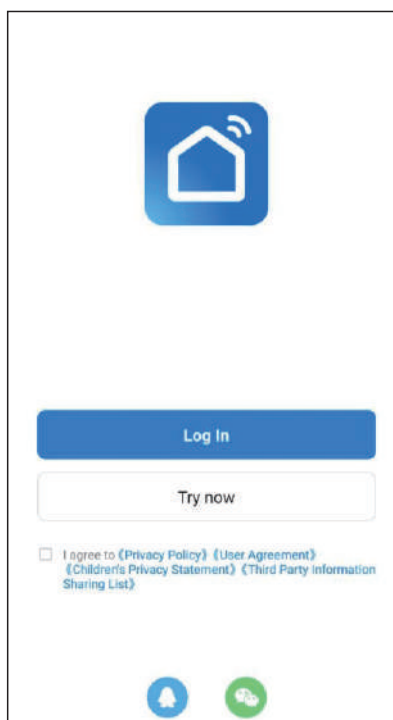 Log In
Try now
I agree to《Privacy Policy》《User Agreement》
《Children's Privacy Statement》《Third Party Information
Sharing List》